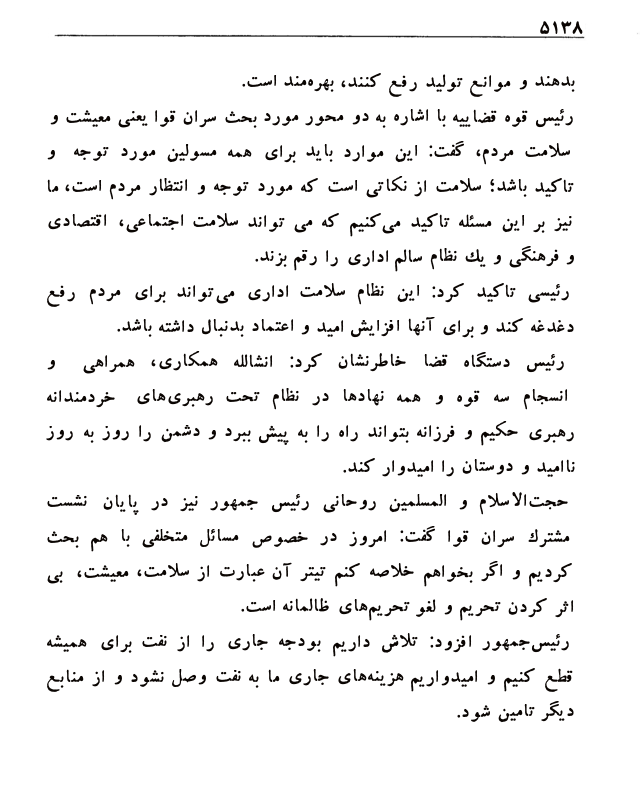 ۵۱۳۸
بدهند و موانع تولید رفع کنند، بهره‌مند است.
رئیس قوه قضاییه با اشاره به دو محور مورد بحث سران قوا یعنی معیشت و
سلامت مردم، گفت: این موارد باید برای همه مسولین مورد توجه و
تاکید باشد؛ سلامت از نکاتی است که مورد توجه و انتظار مردم است، ما
نیز بر این مسئله تاکید می‌کنیم که می تواند سلامت اجتماعی، اقتصادی
و فرهنگی و یك نظام سالم اداری را رقم بزند.
رئیسی تاکید کرد: این نظام سلامت اداری می‌تواند برای مردم رفع
دغدغه کند و برای آنها افزایش امید و اعتماد بدنبال داشته باشد.
رئیس دستگاه قضا خاطرنشان کرد: انشالله همکاری، همراهی و
انسجام سه قوه و همه نهادها در نظام تحت رهبری‌های خردمندانه
رهبری حکیم و فرزانه بتواند راه را به پیش ببرد و دشمن را روز به روز
ناامید و دوستان را امیدوار کند.
حجت‌الاسلام و المسلمین روحانی رئیس جمهور نیز در پایان نشست
مشترك سران قوا گفت: امروز در خصوص مسائل متخلفی با هم بحث
کردیم و اگر بخواهم خلاصه کنم تیتر آن عبارت از سلامت، معیشت، بی
اثر کردن تحریم و لغو تحریم‌های ظالمانه است.
رئیس‌جمهور افزود: تلاش داریم بودجه جاری را از نفت برای همیشه
قطع کنیم و امیدواریم هزینه‌های جاری ما به نفت وصل نشود و از منابع
دیگر تامین شود.